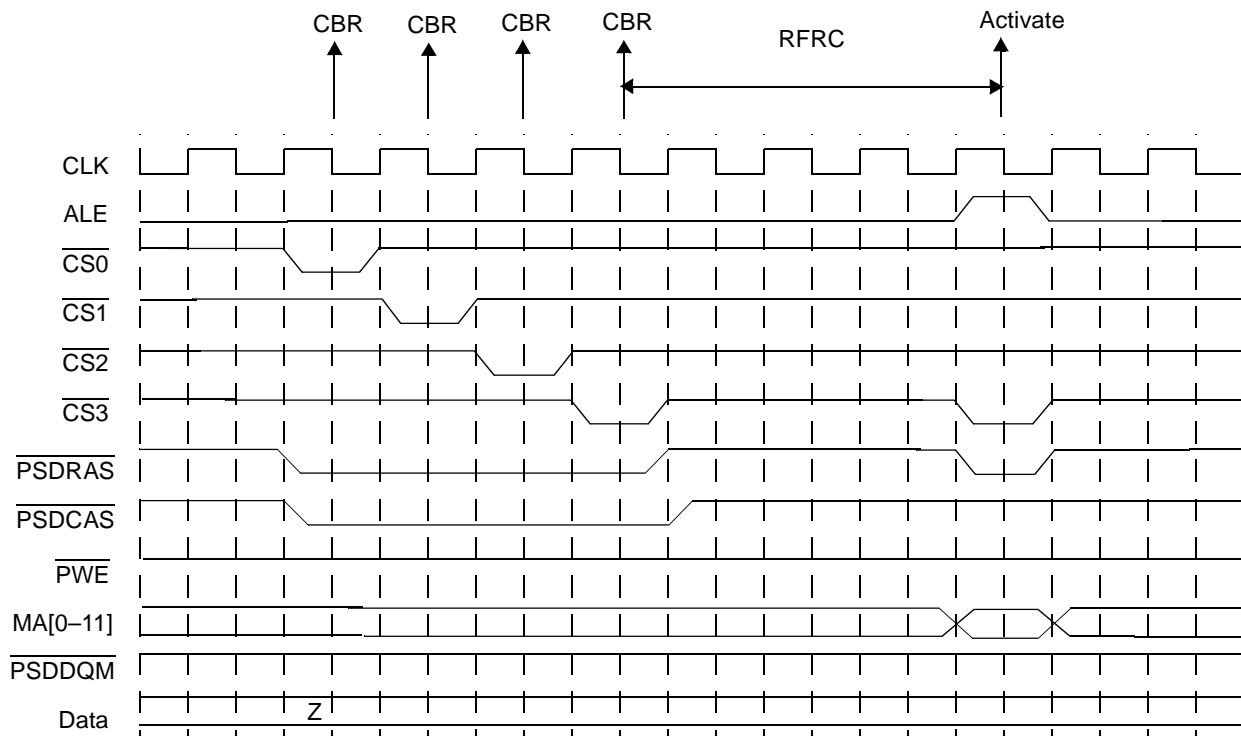 CBR CBR CBR CBR RFRC Activate
CLK
ALE
CS0
CS1
CS2
CS3
PSDRAS
PSDCAS
PWE
MA[0–11]
PSDDQM
Data Z